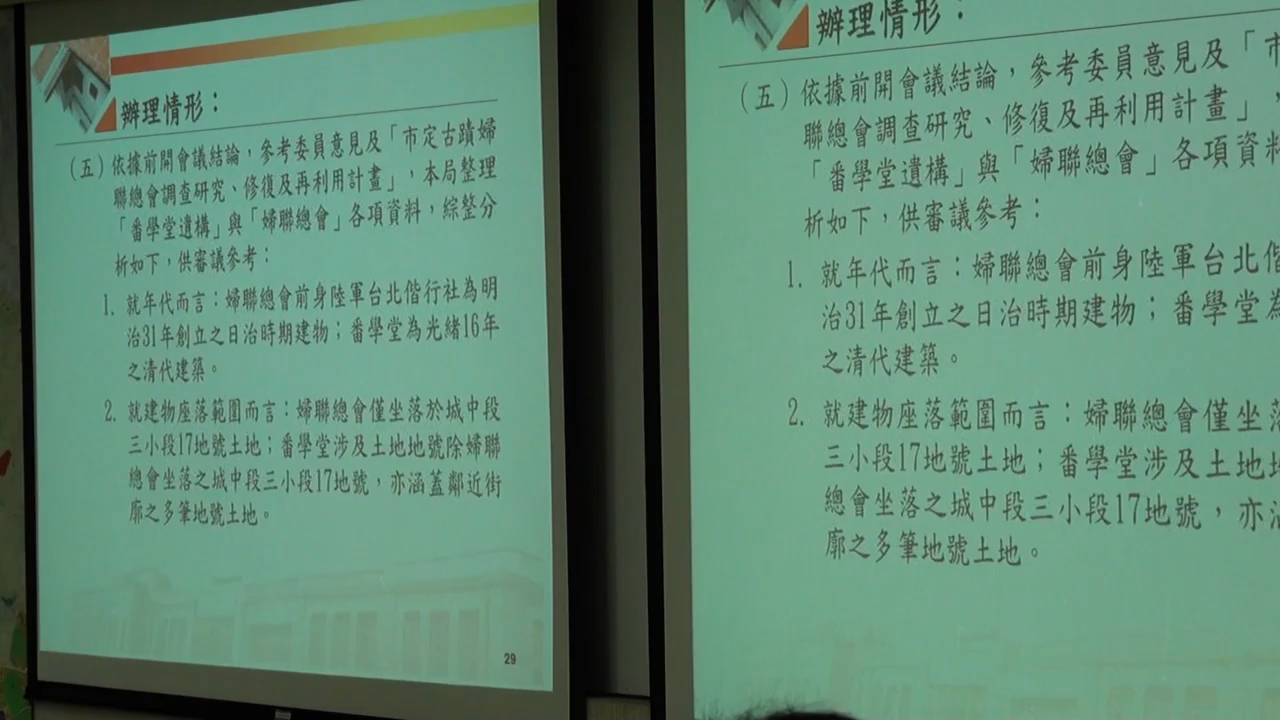 辦理情形：
（五）依據前開會議結論，參考委員意見及「市定古蹟婦
聯總會調查研究、修復及再利用計畫」，本局整理
「番學堂遺構」與「婦聯總會」各項資料，綜整分
析如下，供審議參考：
1. 就年代而言：婦聯總會前身陸軍台北偕行社為明
治31年創立之日治時期建物；番學堂為光緒16年
之清代建築。
2. 就建物座落範圍而言：婦聯總會僅坐落於城中段
三小段17地號土地；番學堂涉及土地地號除婦聯
總會坐落之城中段三小段17地號，亦涵蓋鄰近街
廓之多筆地號土地。
29
辦理情形：
（五）依據前開會議結論，參考委員意見及「市
聯總會調查研究、修復及再利用計畫」，
「番學堂遺構」與「婦聯總會」各項資料
析如下，供審議參考：
1. 就年代而言：婦聯總會前身陸軍台北偕
治31年創立之日治時期建物；番學堂為
之清代建築。
2. 就建物座落範圍而言：婦聯總會僅坐落
三小段17地號土地；番學堂涉及土地地
總會坐落之城中段三小段17地號，亦涵
廓之多筆地號土地。